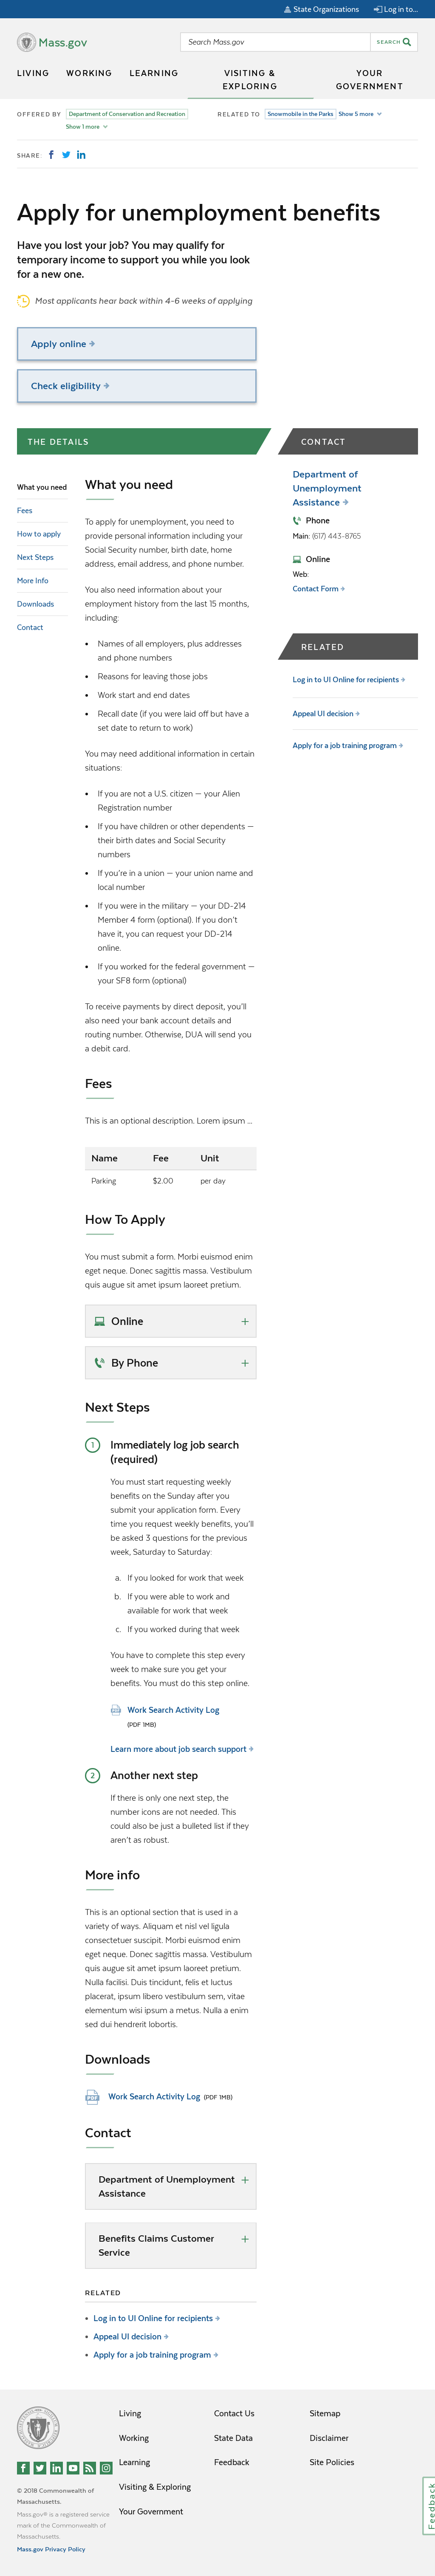 State Organizations
Log in to...
Mass.gov
Search Mass.gov
SEARCH
LIVING
WORKING
LEARNING
VISITING &
EXPLORING
YOUR
GOVERNMENT
OFFERED BY
Department of Conservation and Recreation
Show 1 more
RELATED TO
Snowmobile in the Parks
Show 5 more
SHARE
Apply for unemployment benefits
Have you lost your job? You may qualify for
temporary income to support you while you look
for a new one.
Most applicants hear back within 4-6 weeks of applying
Apply online
Check eligibility
THE DETAILS
What you need
Fees
How to apply
Next Steps
More Info
Downloads
Contact
What you need
To apply for unemployment, you need to
provide personal information including your
Social Security number, birth date, home
address, email address, and phone number.
You also need information about your
employment history from the last 15 months,
including:
• Names of all employers, plus addresses
and phone numbers
• Reasons for leaving those jobs
• Work start and end dates
• Recall date (if you were laid off but have a
set date to return to work)
You may need additional information in certain
situations:
• If you are not a U.S. citizen — your Alien
Registration number
• If you have children or other dependents —
their birth dates and Social Security
numbers
• If you're in a union — your union name and
local number
• If you were in the military — your DD-214
Member 4 form (optional). If you don't
have it, you can request your DD-214
online.
• If you worked for the federal government —
your SF8 form (optional)
To receive payments by direct deposit, you'll
also need your bank account details and
routing number. Otherwise, DUA will send you
a debit card.
Fees
This is an optional description. Lorem ipsum ...
Name Fee Unit
Parking $2.00 per day
How To Apply
You must submit a form. Morbi euismod enim
eget neque. Donec sagittis massa. Vestibulum
quis augue sit amet ipsum laoreet pretium.
Online
By Phone
Next Steps
1 Immediately log job search
(required)
You must start requesting weekly
benefits on the Sunday after you
submit your application form. Every
time you request weekly benefits, you'll
be asked 3 questions for the previous
week, Saturday to Saturday:
a. If you looked for work that week
b. If you were able to work and
available for work that week
c. If you worked during that week
You have to complete this step every
week to make sure you get your
benefits. You must do this step online.
Work Search Activity Log
(PDF 1MB)
Learn more about job search support
2 Another next step
If there is only one next step, the
number icons are not needed. This
could also be just a bulleted list if they
aren't as robust.
More info
This is an optional section that is used in a
variety of ways. Aliquam et nisl vel ligula
consectetuer suscipit. Morbi euismod enim
eget neque. Donec sagittis massa. Vestibulum
quis augue sit amet ipsum laoreet pretium.
Nulla facilisi. Duis tincidunt, felis et luctus
placerat, ipsum libero vestibulum sem, vitae
elementum wisi ipsum a metus. Nulla a enim
sed dui hendrerit lobortis.
Downloads
PDF Work Search Activity Log (PDF 1MB)
Contact
Department of Unemployment
Assistance
Benefits Claims Customer
Service
RELATED
• Log in to UI Online for recipients
• Appeal UI decision
• Apply for a job training program
CONTACT
Department of
Unemployment
Assistance
Phone
Main: (617) 443-8765
Online
Web:
Contact Form
RELATED
Log in to UI Online for recipients
Appeal UI decision
Apply for a job training program
© 2018 Commonwealth of
Massachusetts.
Mass.gov® is a registered service
mark of the Commonwealth of
Massachusetts.
Mass.gov Privacy Policy
Living
Working
Learning
Visiting & Exploring
Your Government
Contact Us
State Data
Feedback
Sitemap
Disclaimer
Site Policies
Feedback